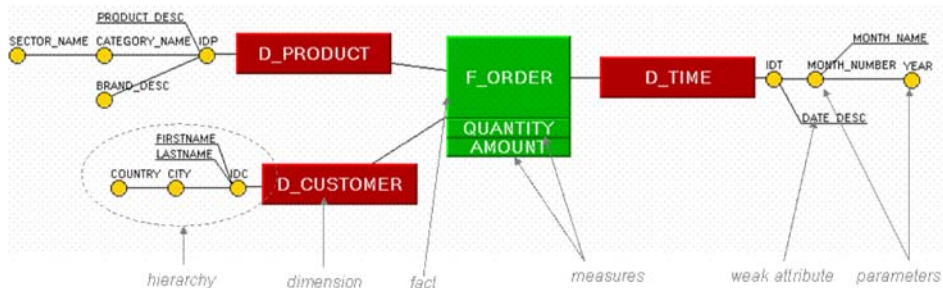 PRODUCT_DESC
SECTOR_NAME CATEGORY_NAME IDP
D_PRODUCT
BRAND_DESC
F_ORDER
QUANTITY
AMOUNT
D_TIME
MONTH_NAME
IDT MONTH_NUMBER YEAR
DATE_DESC
FIRSTNAME
LASTNAME
COUNTRY CITY IDC
D_CUSTOMER
hierarchy dimension fact measures weak attribute parameters